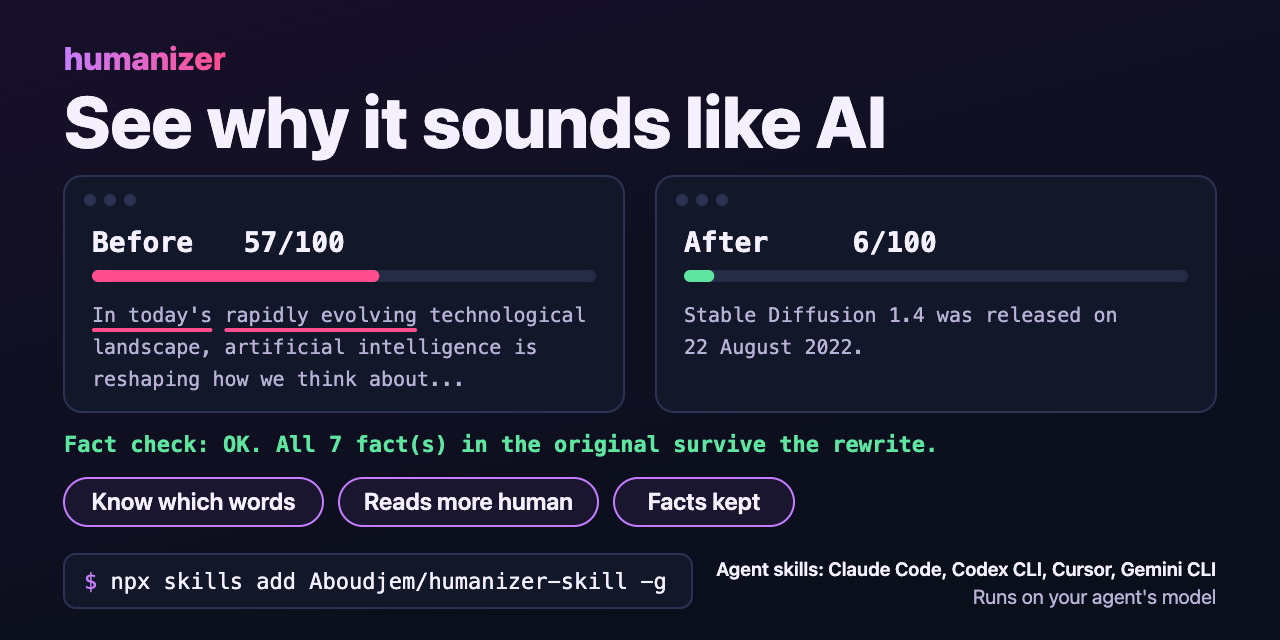 humanizer
See why it sounds like AI
Before 57/100
In today's rapidly evolving technological
landscape, artificial intelligence is
reshaping how we think about...
After 6/100
Stable Diffusion 1.4 was released on
22 August 2022.
Fact check: OK. All 7 fact(s) in the original survive the rewrite.
Know which words
Reads more human
Facts kept
$ npx skills add Aboudjem/humanizer-skill -g
Agent skills: Claude Code, Codex CLI, Cursor, Gemini CLI
Runs on your agent's model